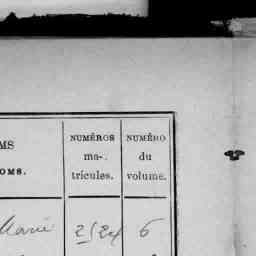 MS
OMS.
NUMÉROS
ma-.
tricules.
NUMÉRO
du
volume.
Marie 2524 6